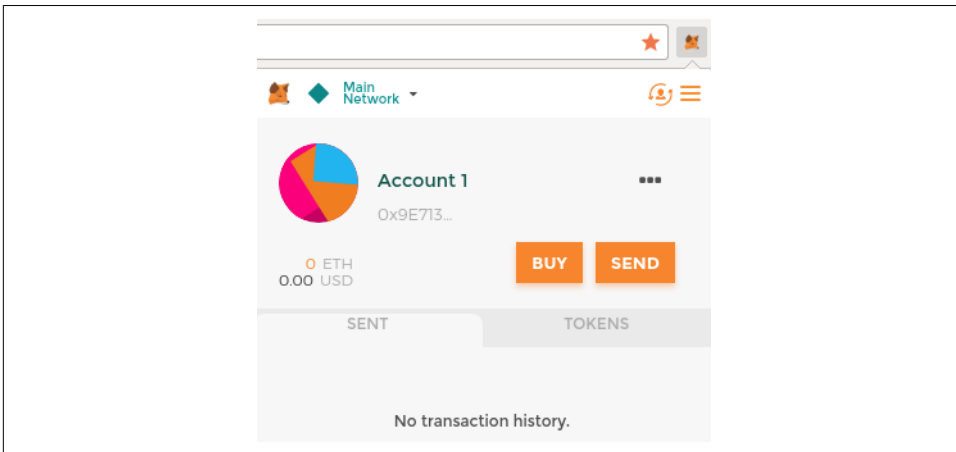 Main
Network
Account 1
0x9E713...
0 ETH
0.00 USD
BUY
SEND
SENT
TOKENS
No transaction history.